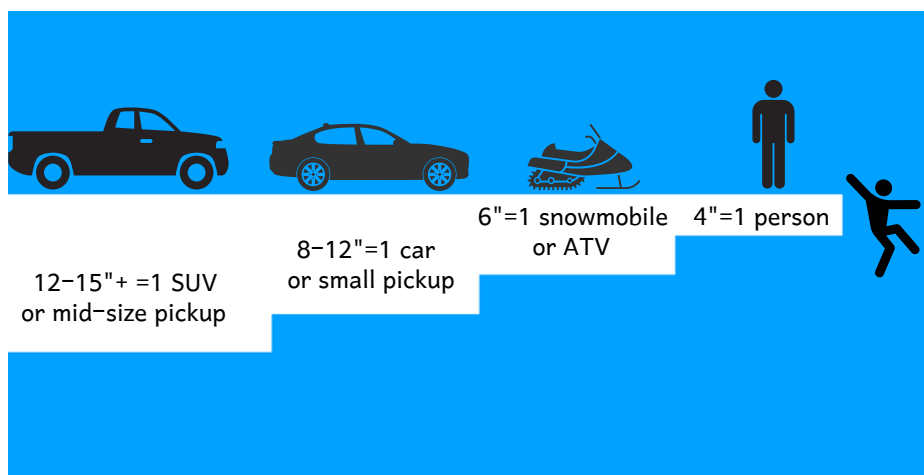 12–15"+ =1 SUV
or mid–size pickup
8–12"=1 car
or small pickup
6"=1 snowmobile
or ATV
4"=1 person